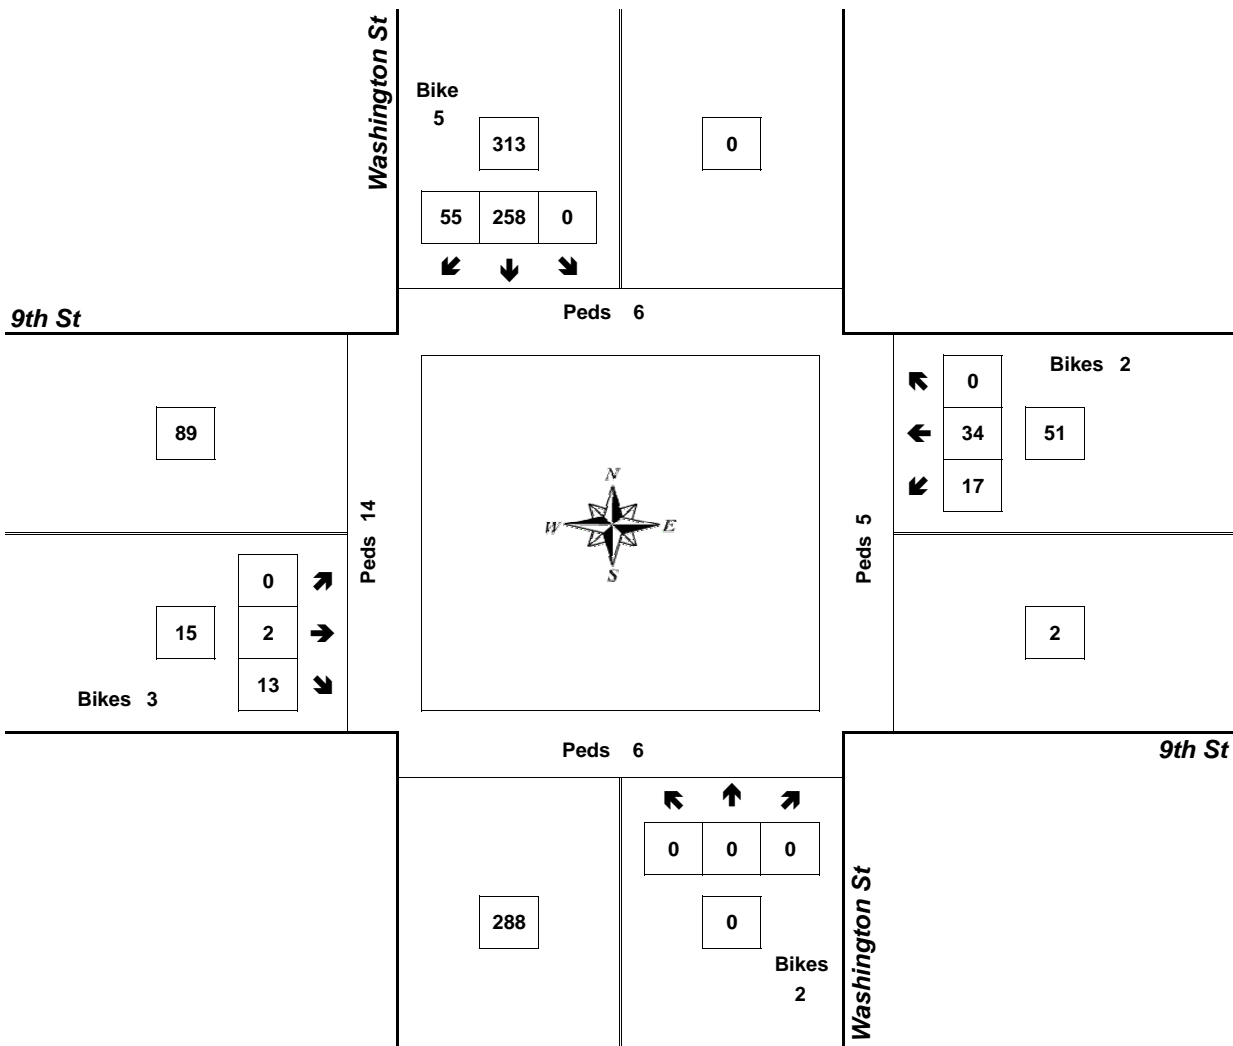 Washington St
Bike
5
313
0
55 258 0
Peds 6
9th St
Bikes 2
0
34 51
17
89
N
W E
S
Peds 14
Peds 5
0
15 2
13
Bikes 3
2
Peds 6
9th St
0 0 0
288
0
Bikes
2
Washington St